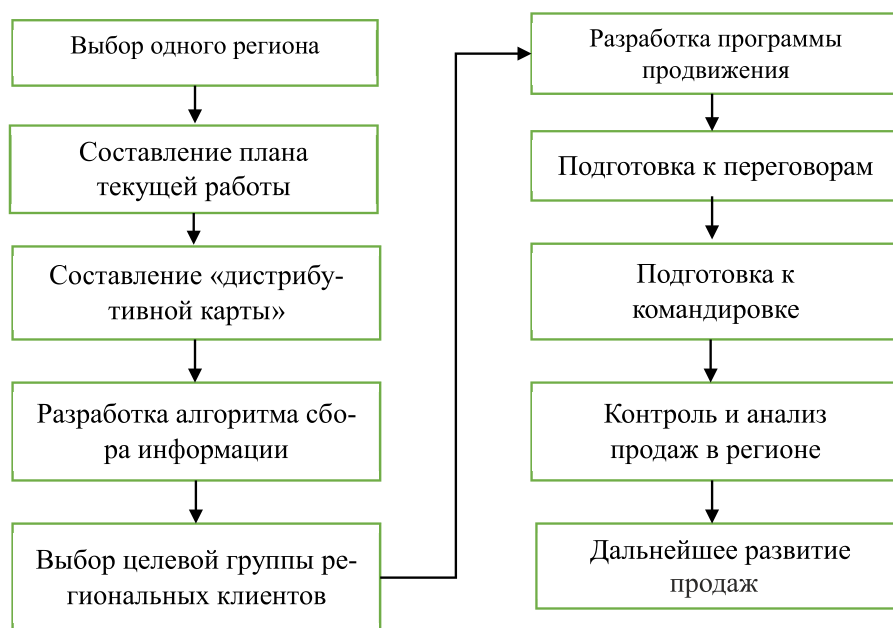 Выбор одного региона
Составление плана
текущей работы
Составление «дистрибу-
тивной карты»
Разработка алгоритма сбо-
ра информации
Выбор целевой группы ре-
гиональных клиентов
Разработка программы
продвижения
Подготовка к переговорам
Подготовка к
командировке
Контроль и анализ
продаж в регионе
Дальнейшее развитие
продаж